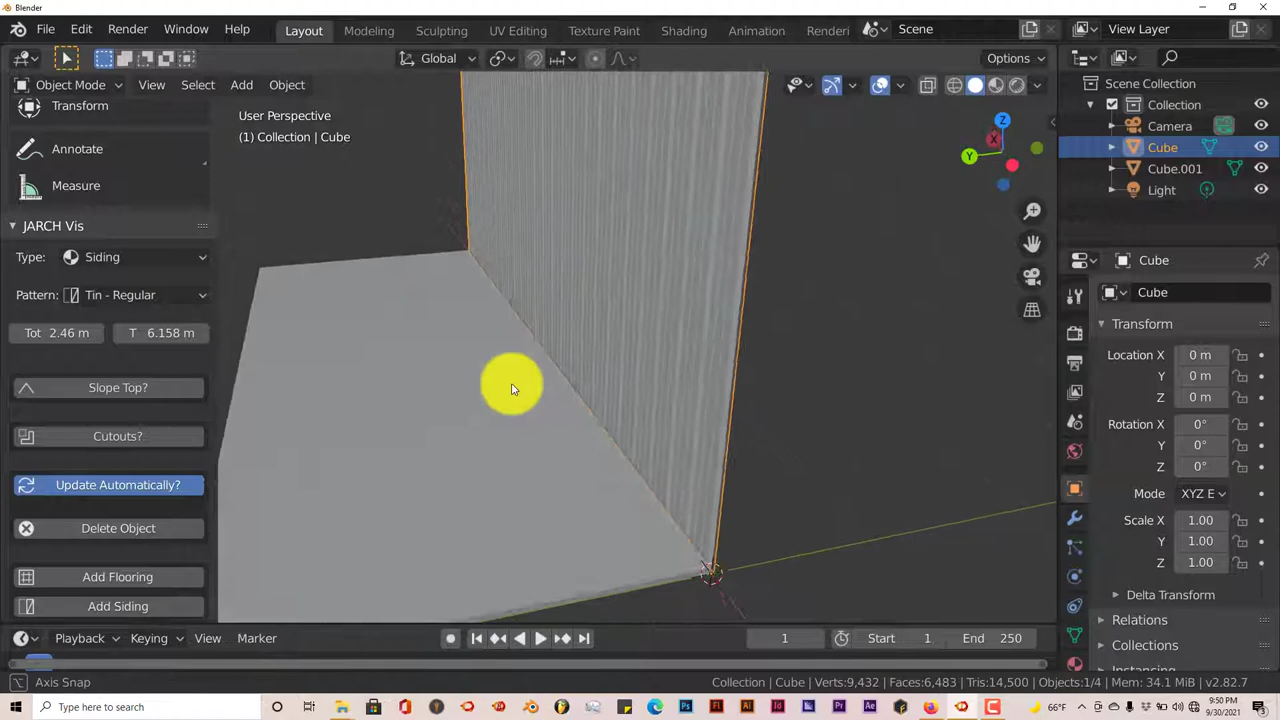 Blender
File Edit Render Window Help Layout Modeling Sculpting UV Editing Texture Paint Shading Animation Renderi Scene View Layer
Global Options
Object Mode View Select Add Object
Transform
Annotate
Measure
JARCH Vis
Type: Siding
Pattern: Tin - Regular
Tot 2.46 m T 6.158 m
Slope Top?
Cutouts?
Update Automatically?
Delete Object
Add Flooring
Add Siding
User Perspective
(1) Collection | Cube
Z
X
Y
Scene Collection
Collection
Camera
Cube
Cube.001
Light
Cube
Cube
Transform
Location X 0 m
Y 0 m
Z 0 m
Rotation X 0°
Y 0°
Z 0°
Mode XYZ E
Scale X 1.00
Y 1.00
Z 1.00
Delta Transform
Relations
Collections
Instancing
Playback Keying View Marker 1 Start 1 End 250
Axis Snap Collection | Cube | Verts:9,432 | Faces:6,483 | Tris:14,500 | Objects:1/4 | Mem: 34.1 MiB | v2.82.7
Type here to search
66°F
9:50 PM
9/30/2021